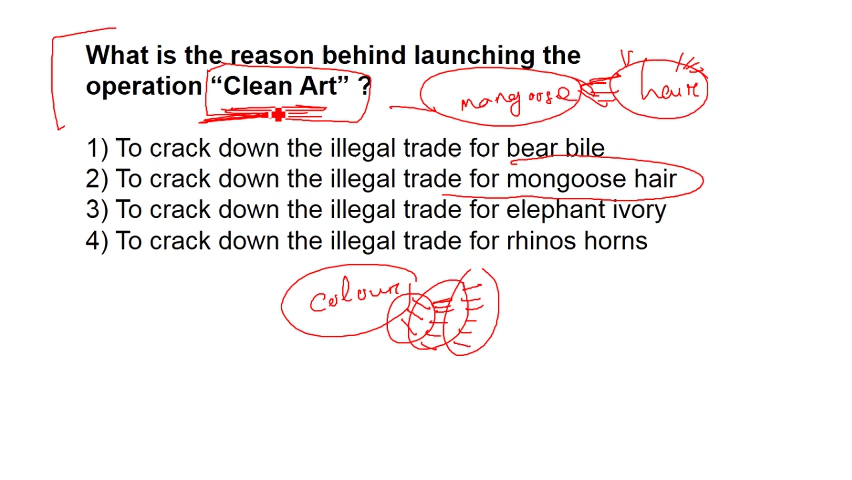 What is the reason behind launching the
operation “Clean Art” ?
mangoose hair
1) To crack down the illegal trade for bear bile
2) To crack down the illegal trade for mongoose hair
3) To crack down the illegal trade for elephant ivory
4) To crack down the illegal trade for rhinos horns
colour